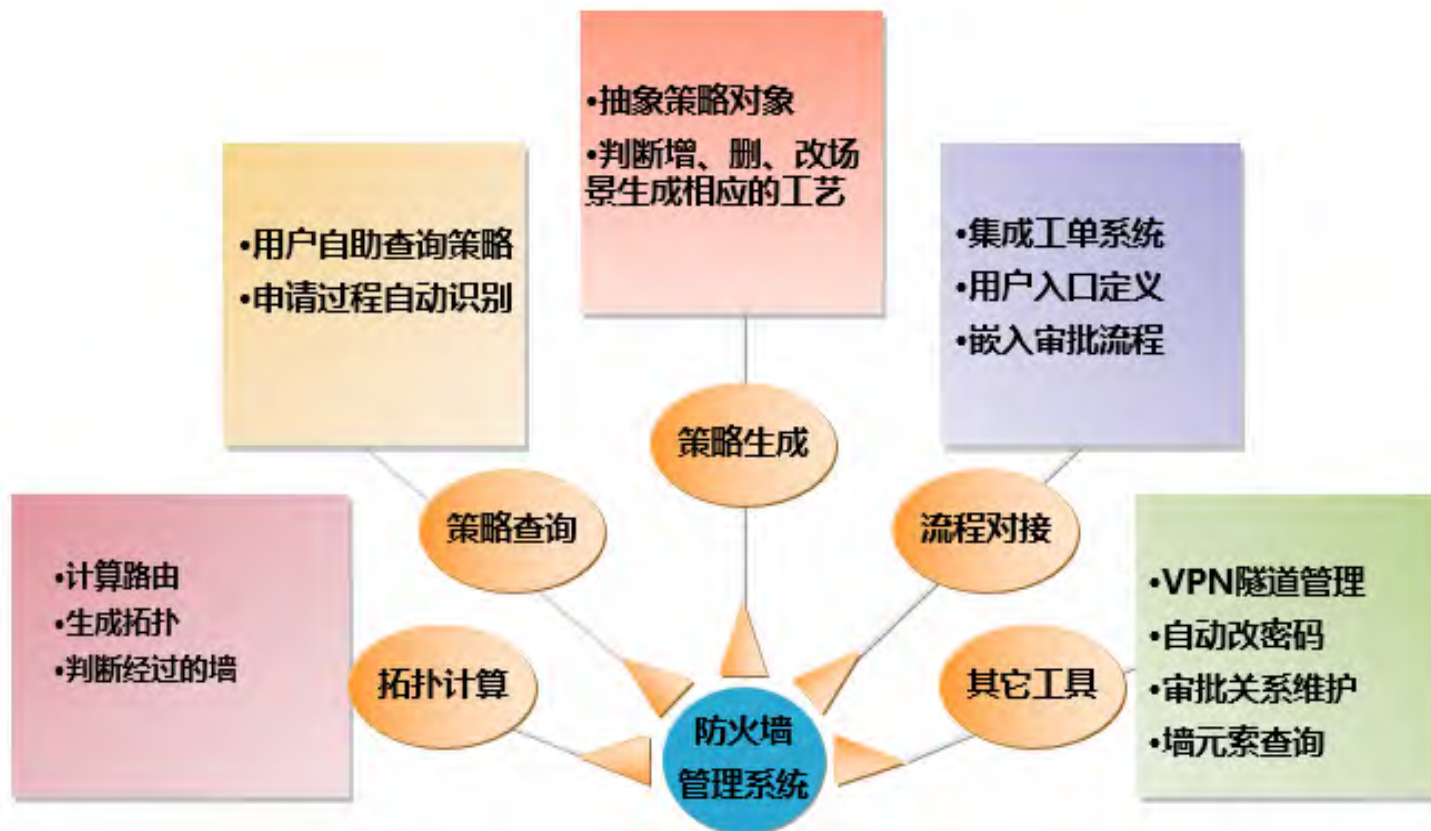 •抽象策略对象
•判断增、删、改场
景生成相应的工艺
•用户自助查询策略
•申请过程自动识别
•集成工单系统
•用户入口定义
•嵌入审批流程
策略生成
策略查询
流程对接
•计算路由
•生成拓扑
•判断经过的墙
拓扑计算
其它工具
•VPN隧道管理
•自动改密码
•审批关系维护
•墙元索查询
防火墙
管理系统